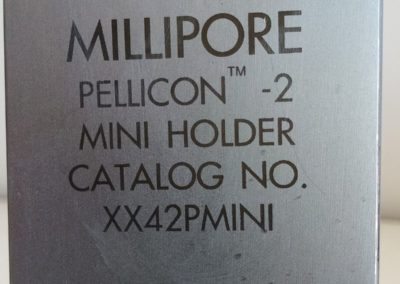 MILLIPORE
PELLICON™ -2
MINI HOLDER
CATALOG NO.
XX42PMINI